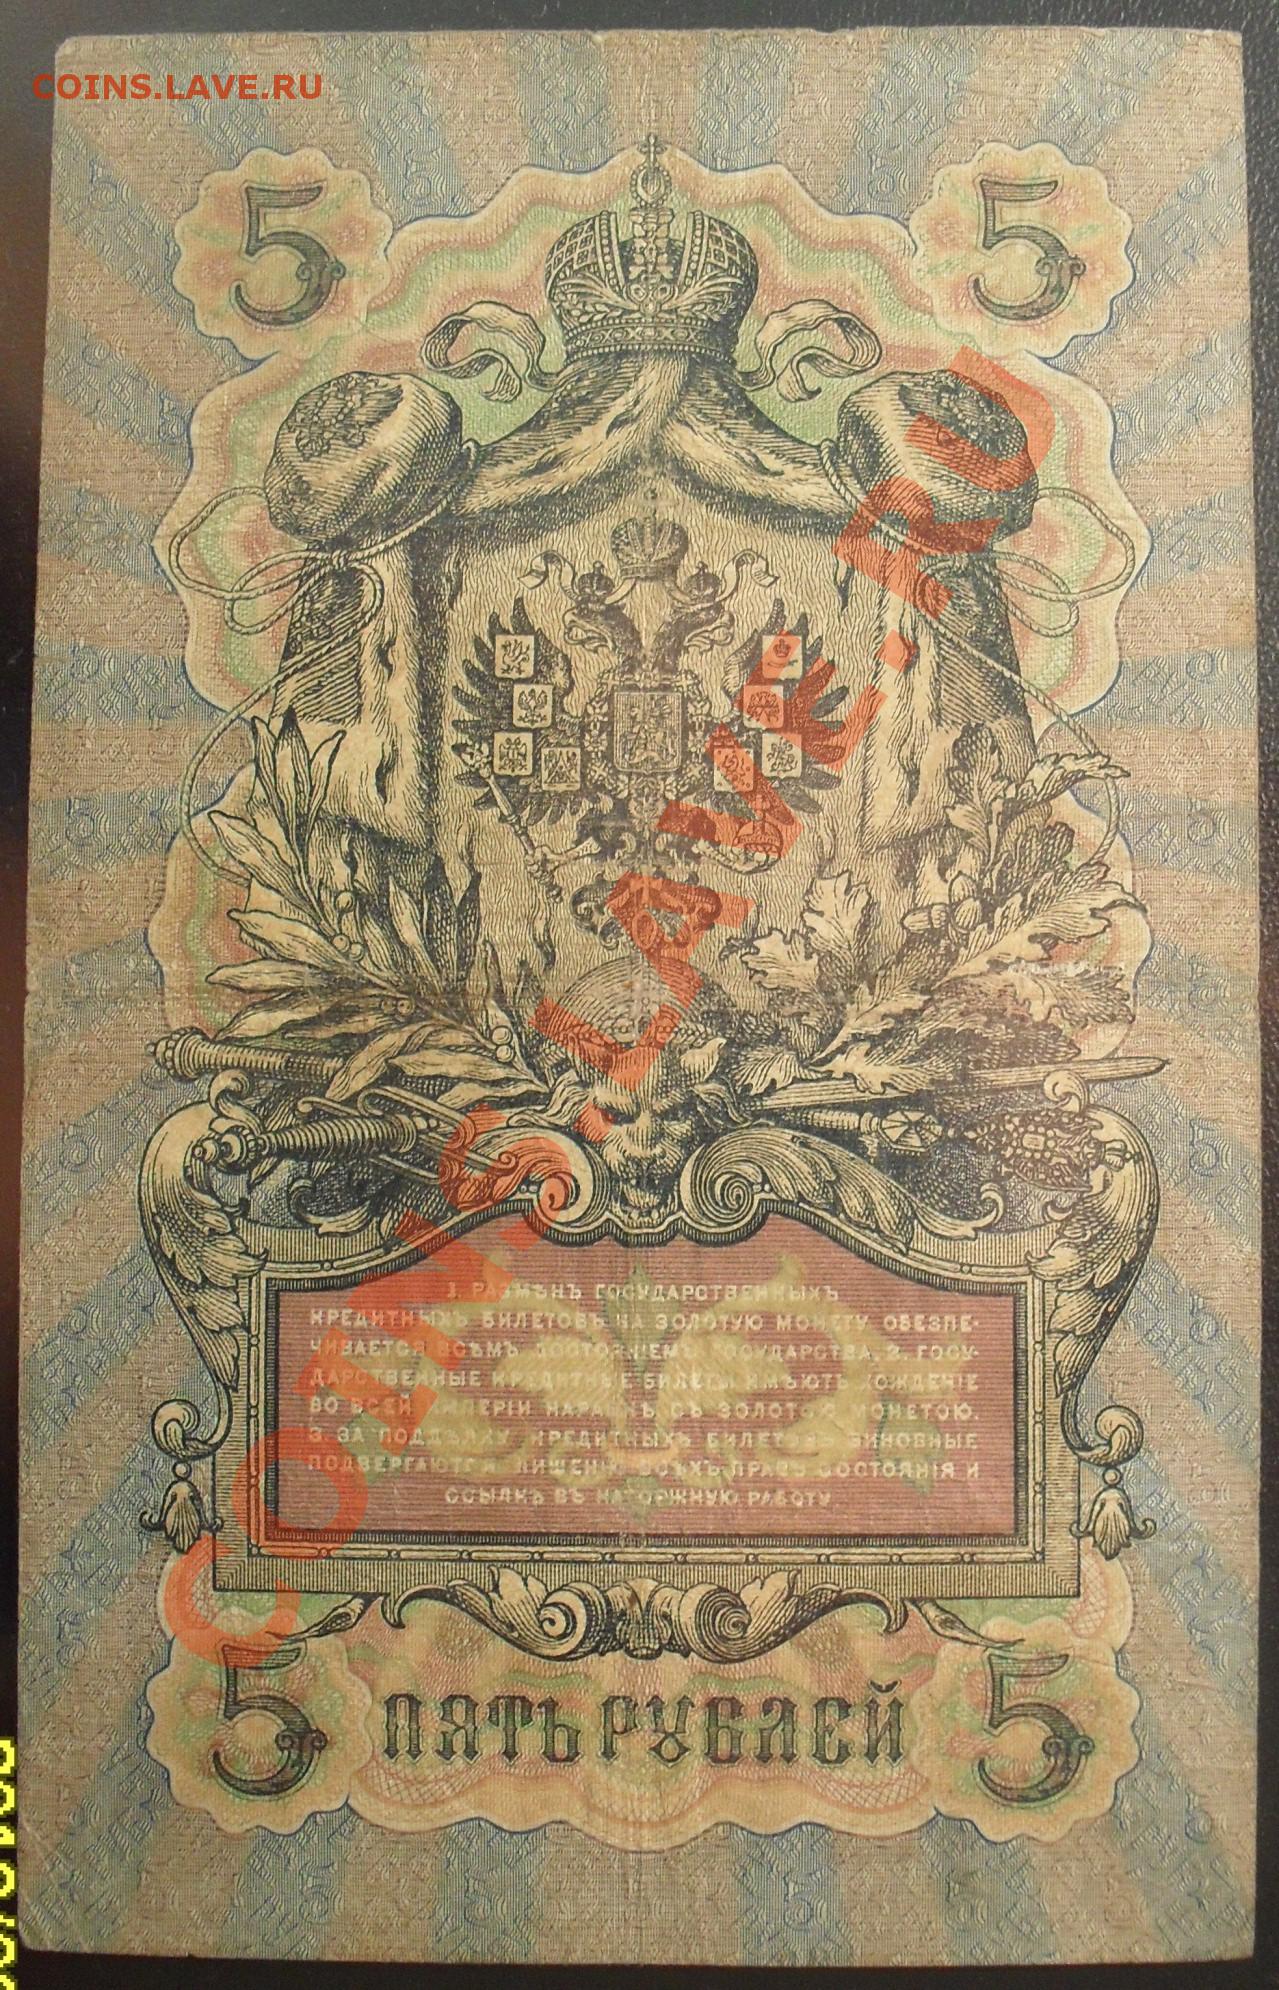 COINS.LAVE.RU
5 5
1. РАЗМѢНЪ ГОСУДАРСТВЕННЫХЪ
КРЕДИТНЫХЪ БИЛЕТОВЪ НА ЗОЛОТУЮ МОНЕТУ ОБЕЗПЕ-
ЧИВАЕТСЯ ВСѢМЪ ДОСТОЯНІЕМЪ ГОСУДАРСТВА. 2. ГОСУ-
ДАРСТВЕННЫЕ КРЕДИТНЫЕ БИЛЕТЫ ИМѢЮТЪ ХОЖДЕНІЕ
ВО ВСЕЙ ИМПЕРІИ НАРАВНѢ СЪ ЗОЛОТОЮ МОНЕТОЮ.
3. ЗА ПОДДѢЛКУ КРЕДИТНЫХЪ БИЛЕТОВЪ ВИНОВНЫЕ
ПОДВЕРГАЮТСЯ ЛИШЕНІЮ ВСѢХЪ ПРАВЪ СОСТОЯНІЯ И
ССЫЛКѢ ВЪ КАТОРЖНУЮ РАБОТУ
5 ПЯТЬ РУБЛЕЙ 5
COINS.LAVE.RU